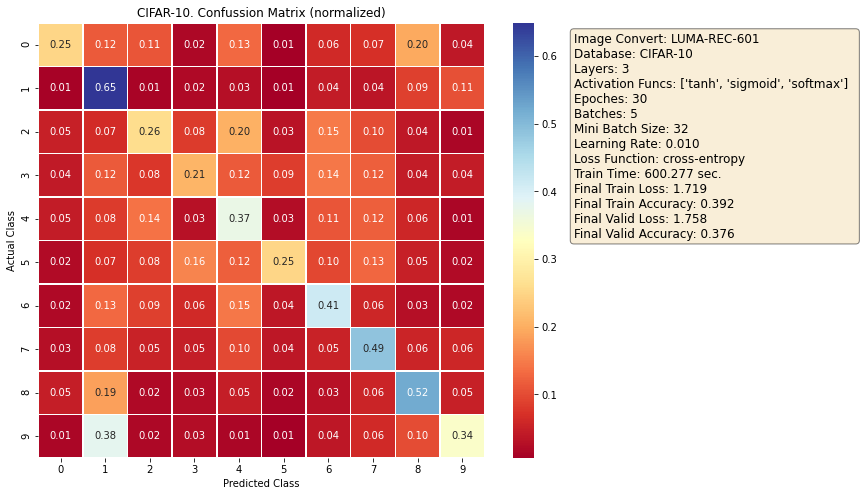 CIFAR-10. Confussion Matrix (normalized)
0 0.25 0.12 0.11 0.02 0.13 0.01 0.06 0.07 0.20 0.04
1 0.01 0.65 0.01 0.02 0.03 0.01 0.04 0.04 0.09 0.11
2 0.05 0.07 0.26 0.08 0.20 0.03 0.15 0.10 0.04 0.01
3 0.04 0.12 0.08 0.21 0.12 0.09 0.14 0.12 0.04 0.04
4 0.05 0.08 0.14 0.03 0.37 0.03 0.11 0.12 0.06 0.01
5 0.02 0.07 0.08 0.16 0.12 0.25 0.10 0.13 0.05 0.02
6 0.02 0.13 0.09 0.06 0.15 0.04 0.41 0.06 0.03 0.02
7 0.03 0.08 0.05 0.05 0.10 0.04 0.05 0.49 0.06 0.06
8 0.05 0.19 0.02 0.03 0.05 0.02 0.03 0.06 0.52 0.05
9 0.01 0.38 0.02 0.03 0.01 0.01 0.04 0.06 0.10 0.34
0 1 2 3 4 5 6 7 8 9
Predicted Class
Actual Class
0.6
0.5
0.4
0.3
0.2
0.1
Image Convert: LUMA-REC-601
Database: CIFAR-10
Layers: 3
Activation Funcs: ['tanh', 'sigmoid', 'softmax']
Epoches: 30
Batches: 5
Mini Batch Size: 32
Learning Rate: 0.010
Loss Function: cross-entropy
Train Time: 600.277 sec.
Final Train Loss: 1.719
Final Train Accuracy: 0.392
Final Valid Loss: 1.758
Final Valid Accuracy: 0.376